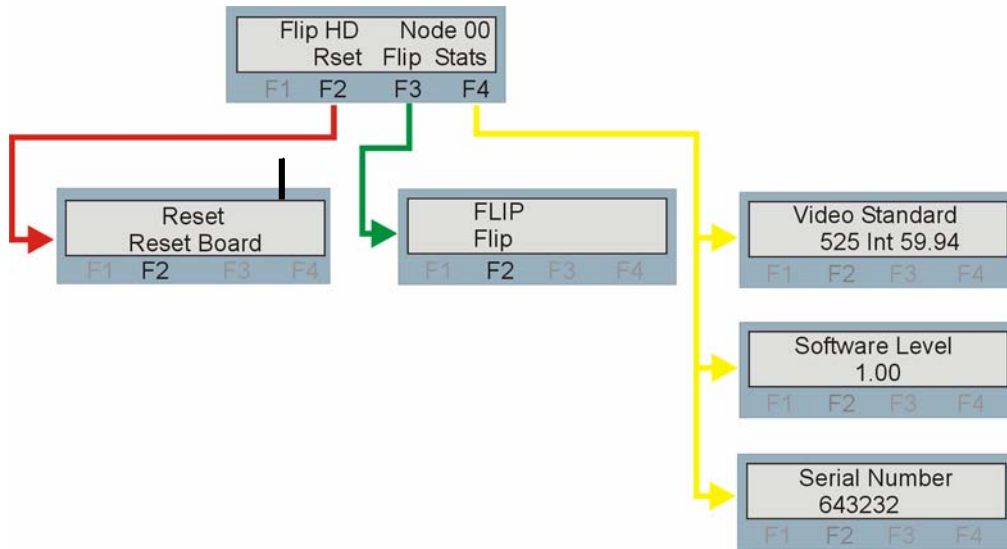 Flip HD Node 00
Rset Flip Stats
F1 F2 F3 F4
Reset
Reset Board
F1 F2 F3 F4
FLIP
Flip
F1 F2 F3 F4
Video Standard
525 Int 59.94
F1 F2 F3 F4
Software Level
1.00
F1 F2 F3 F4
Serial Number
643232
F1 F2 F3 F4